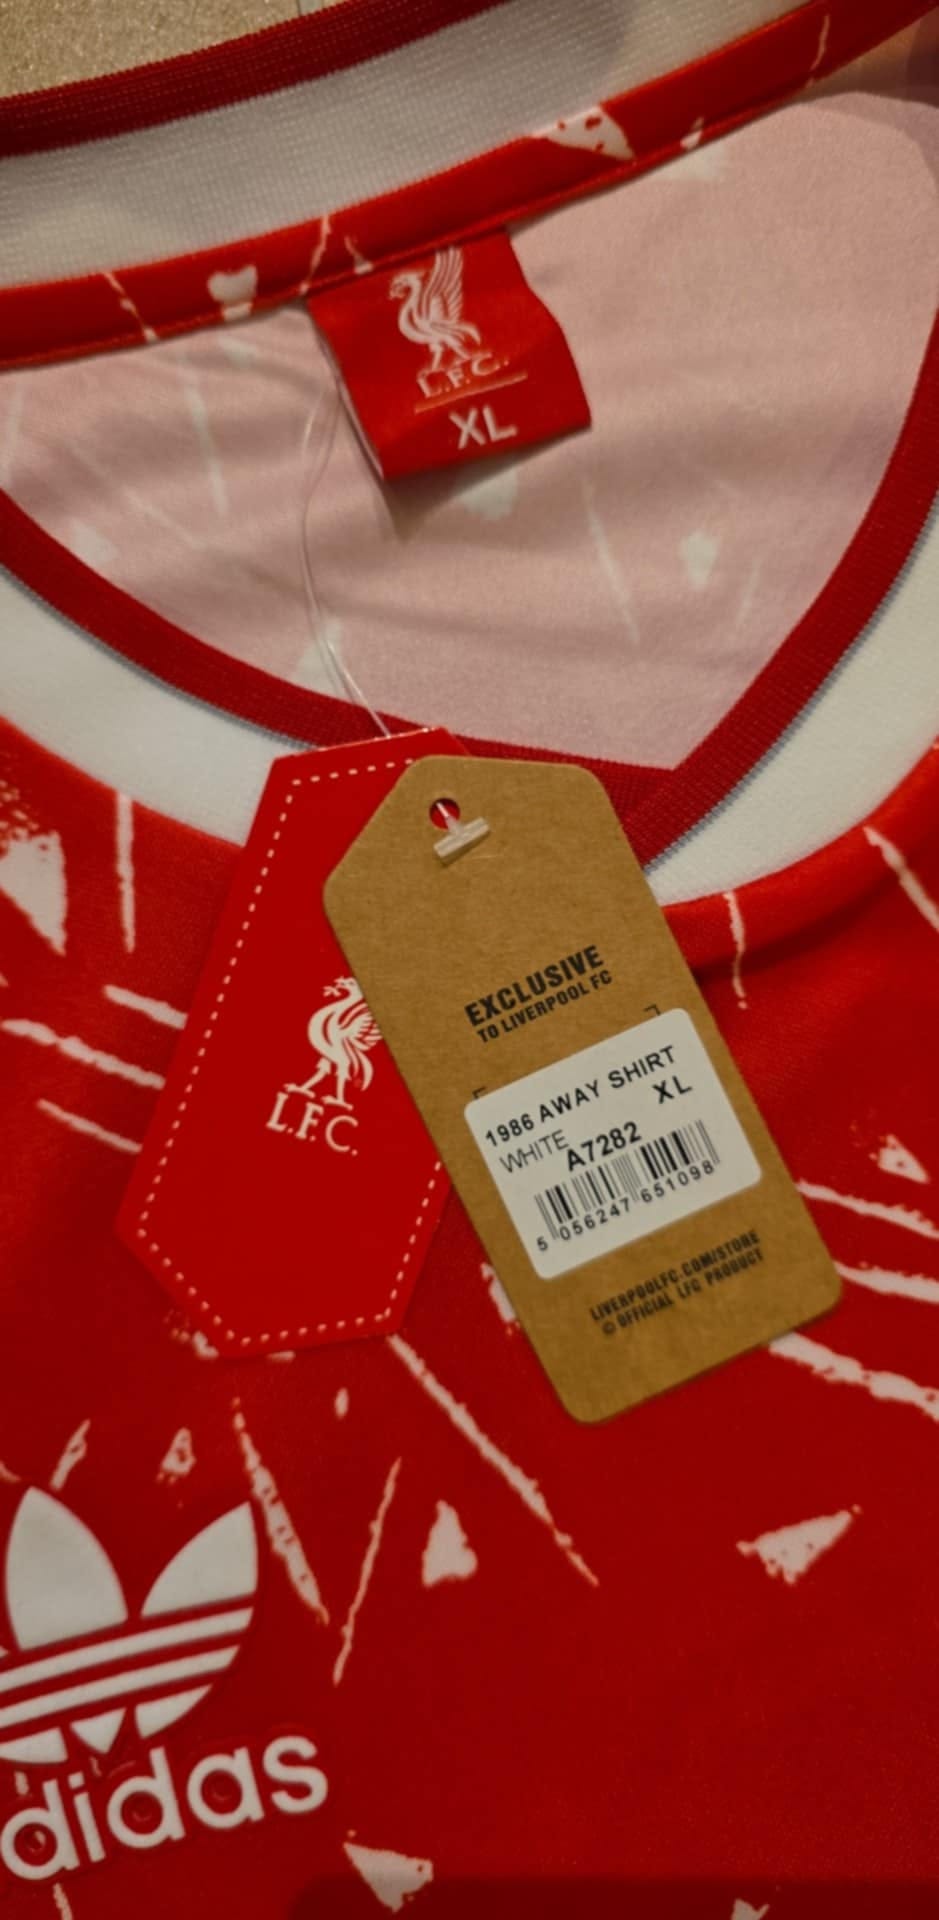 L.F.C.
XL
EXCLUSIVE
TO LIVERPOOL FC
1986 AWAY SHIRT
XL
WHITE
A7282
5 056247 651098
LIVERPOOLFC.COM/STORE
© OFFICIAL LFC PRODUCT
L.F.C.
adidas